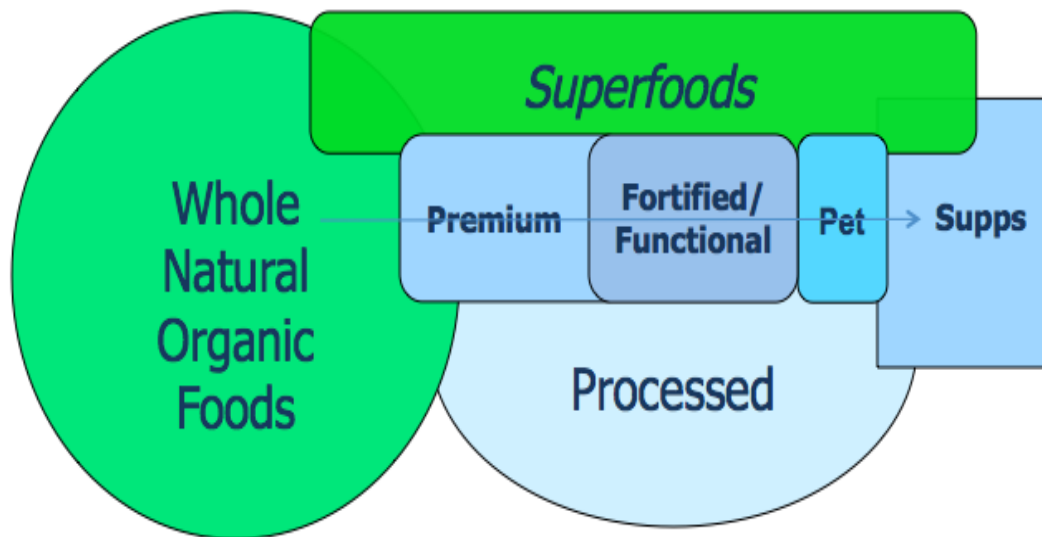 Superfoods
Whole
Natural
Organic
Foods
Premium
Fortified/
Functional
Pet
Supps
Processed